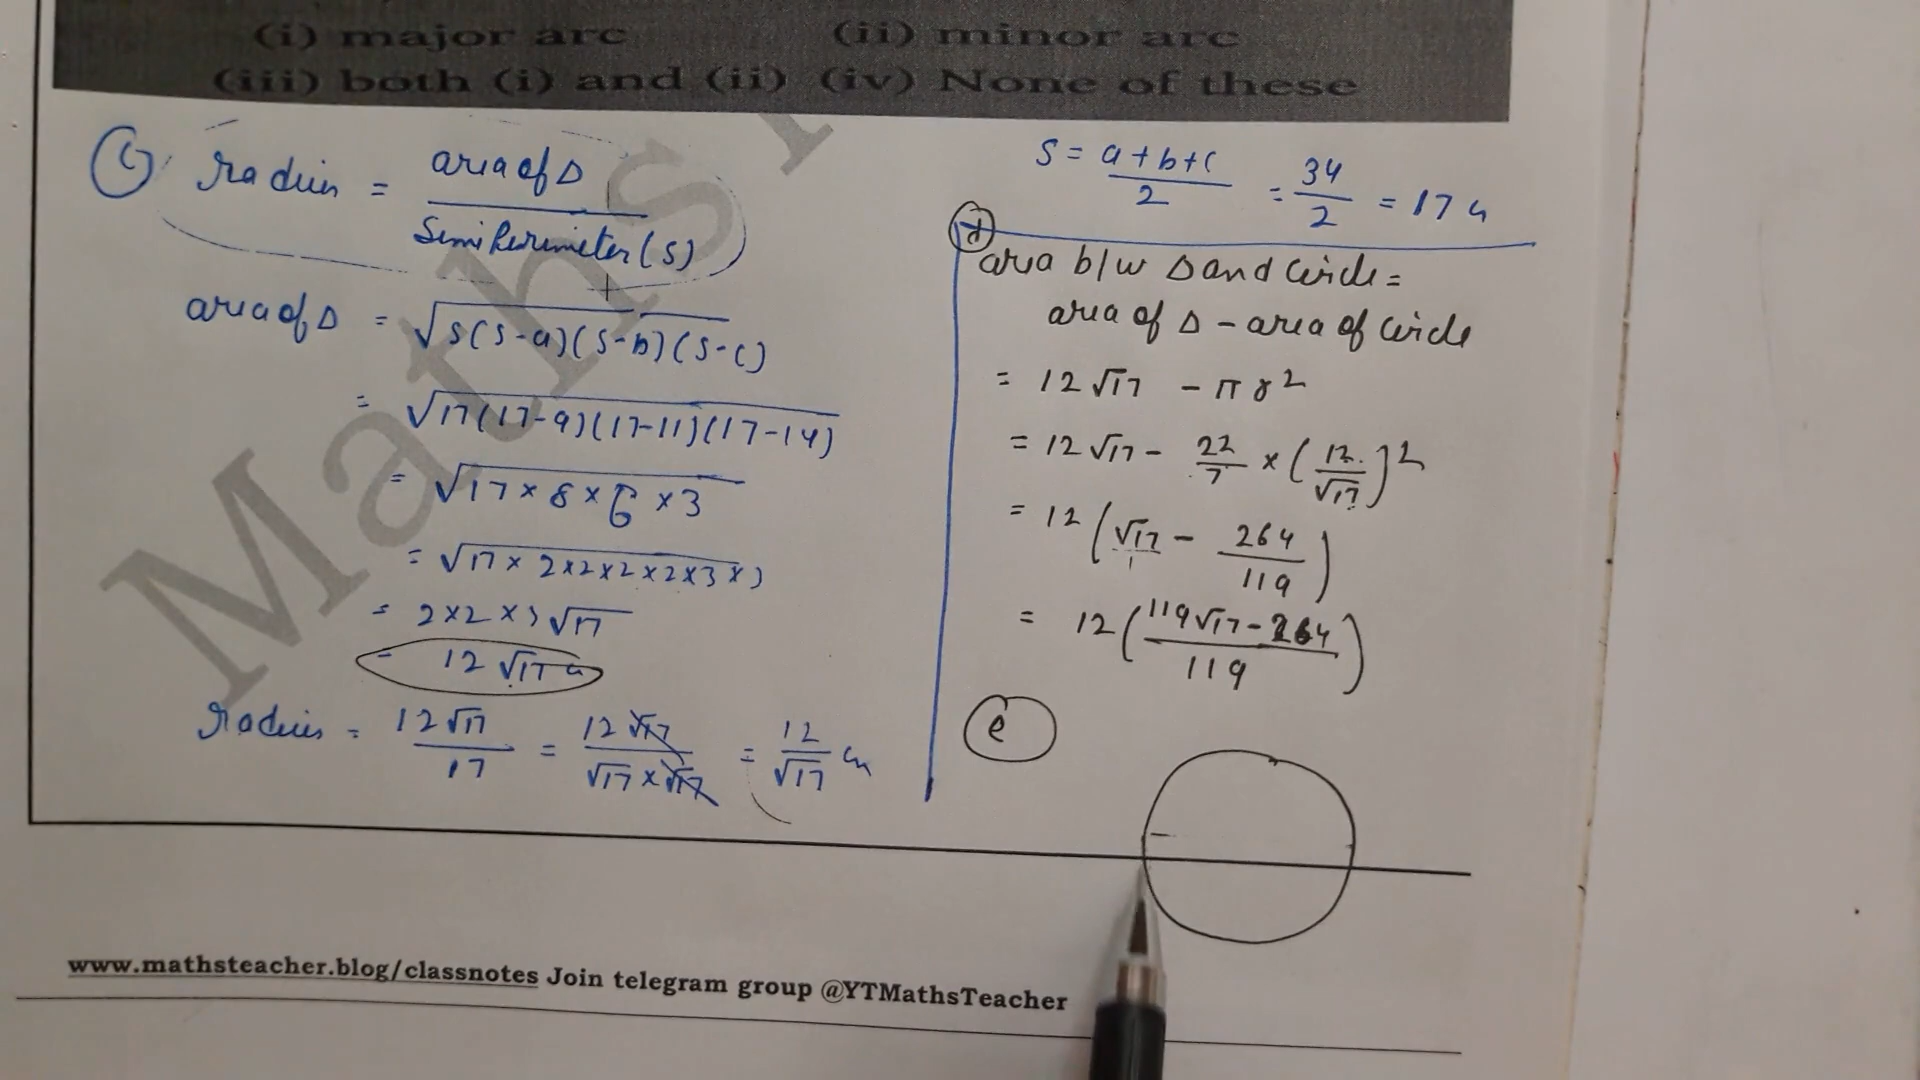 (i) major arc (ii) minor arc
(iii) both (i) and (ii) (iv) None of these
Maths
(C) radius = area of Δ / Semi Perimeter (S)
area of Δ = √S(S-a)(S-b)(S-c)
= √17(17-9)(17-11)(17-14)
= √17 × 8 × 6 × 3
= √17 × 2×2×2×2×3×3
= 2×2×3√17
= 12√17
radius = 12√17 / 17 = 12√17 / √17×√17 = 12/√17 cm
S = a+b+c / 2 = 34/2 = 17 cm
(d)
area b/w Δ and circle =
area of Δ - area of circle
= 12√17 - πr²
= 12√17 - 22/7 × (12/√17)²
= 12(√17 - 264/119)
= 12(119√17-264 / 119)
(e)
www.mathsteacher.blog/classnotes Join telegram group @YTMathsTeacher